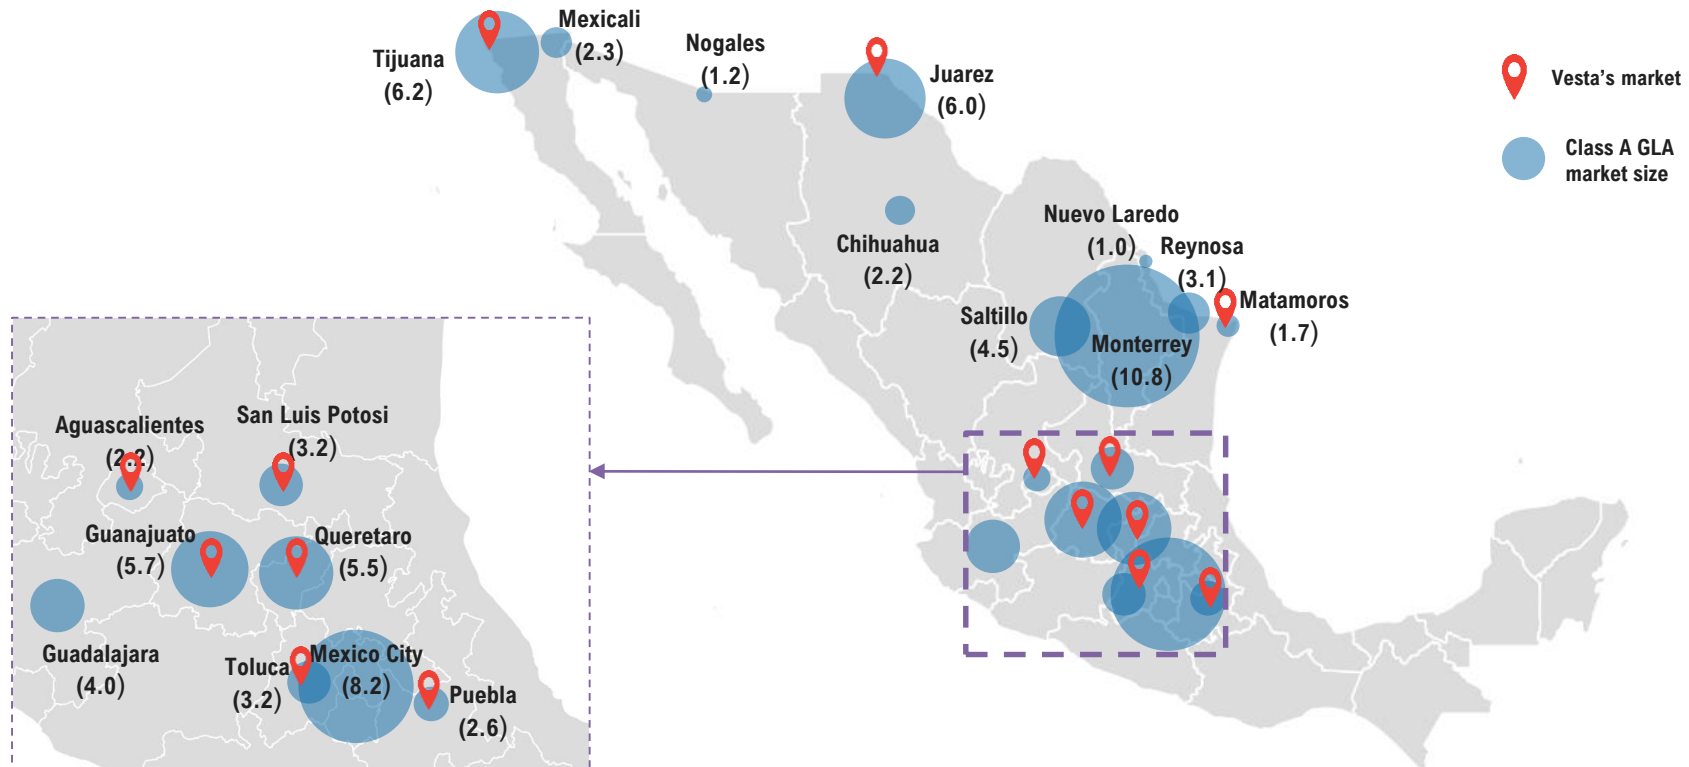 Mexicali
(2.3)
Tijuana
(6.2)
Nogales
(1.2)
Juarez
(6.0)
Vesta's market
Class A GLA
market size
Chihuahua
(2.2)
Nuevo Laredo
(1.0)
Reynosa
(3.1)
Matamoros
(1.7)
Saltillo
(4.5)
Monterrey
(10.8)
Aguascalientes
(2.2)
San Luis Potosi
(3.2)
Guanajuato
(5.7)
Queretaro
(5.5)
Guadalajara
(4.0)
Toluca
(3.2)
Mexico City
(8.2)
Puebla
(2.6)